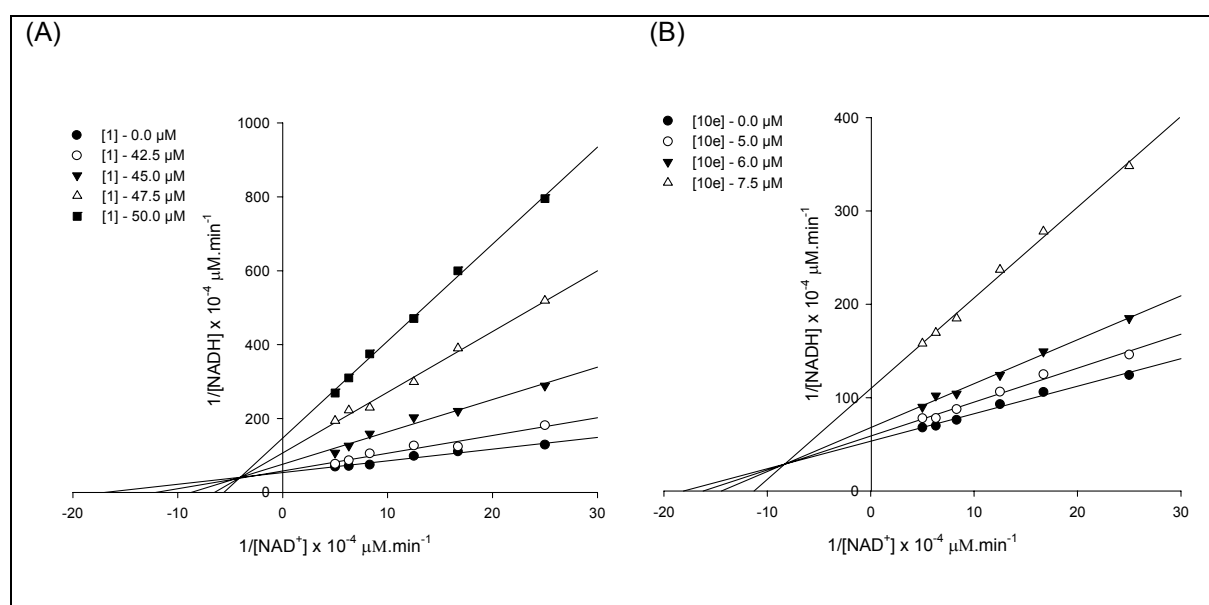 (A)
[1] - 0.0 µM
[1] - 42.5 µM
[1] - 45.0 µM
[1] - 47.5 µM
[1] - 50.0 µM
1/[NADH] x 10⁻⁴ µM.min⁻¹
1000
800
600
400
200
0
-20
-10
0
10
20
30
1/[NAD⁺] x 10⁻⁴ µM.min⁻¹
(B)
[10e] - 0.0 µM
[10e] - 5.0 µM
[10e] - 6.0 µM
[10e] - 7.5 µM
1/[NADH] x 10⁻⁴ µM.min⁻¹
400
300
200
100
0
-20
-10
0
10
20
30
1/[NAD⁺] x 10⁻⁴ µM.min⁻¹